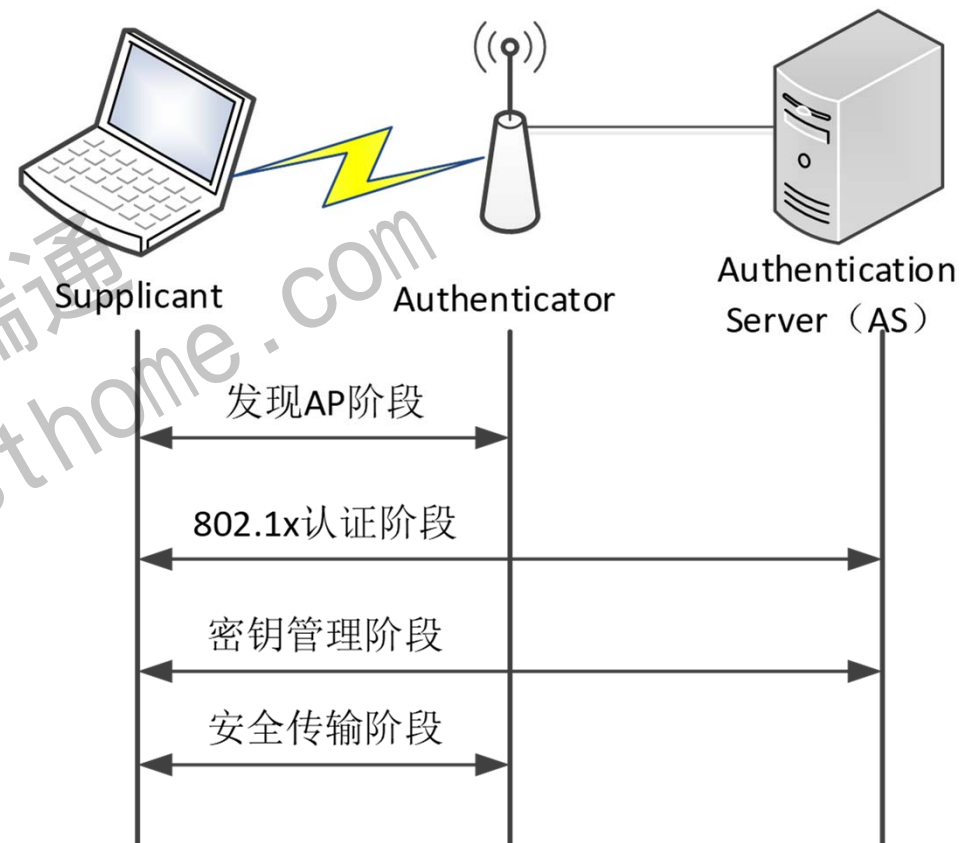 Supplicant
Authenticator
Authentication
Server（AS）
发现AP阶段
802.1x认证阶段
密钥管理阶段
安全传输阶段